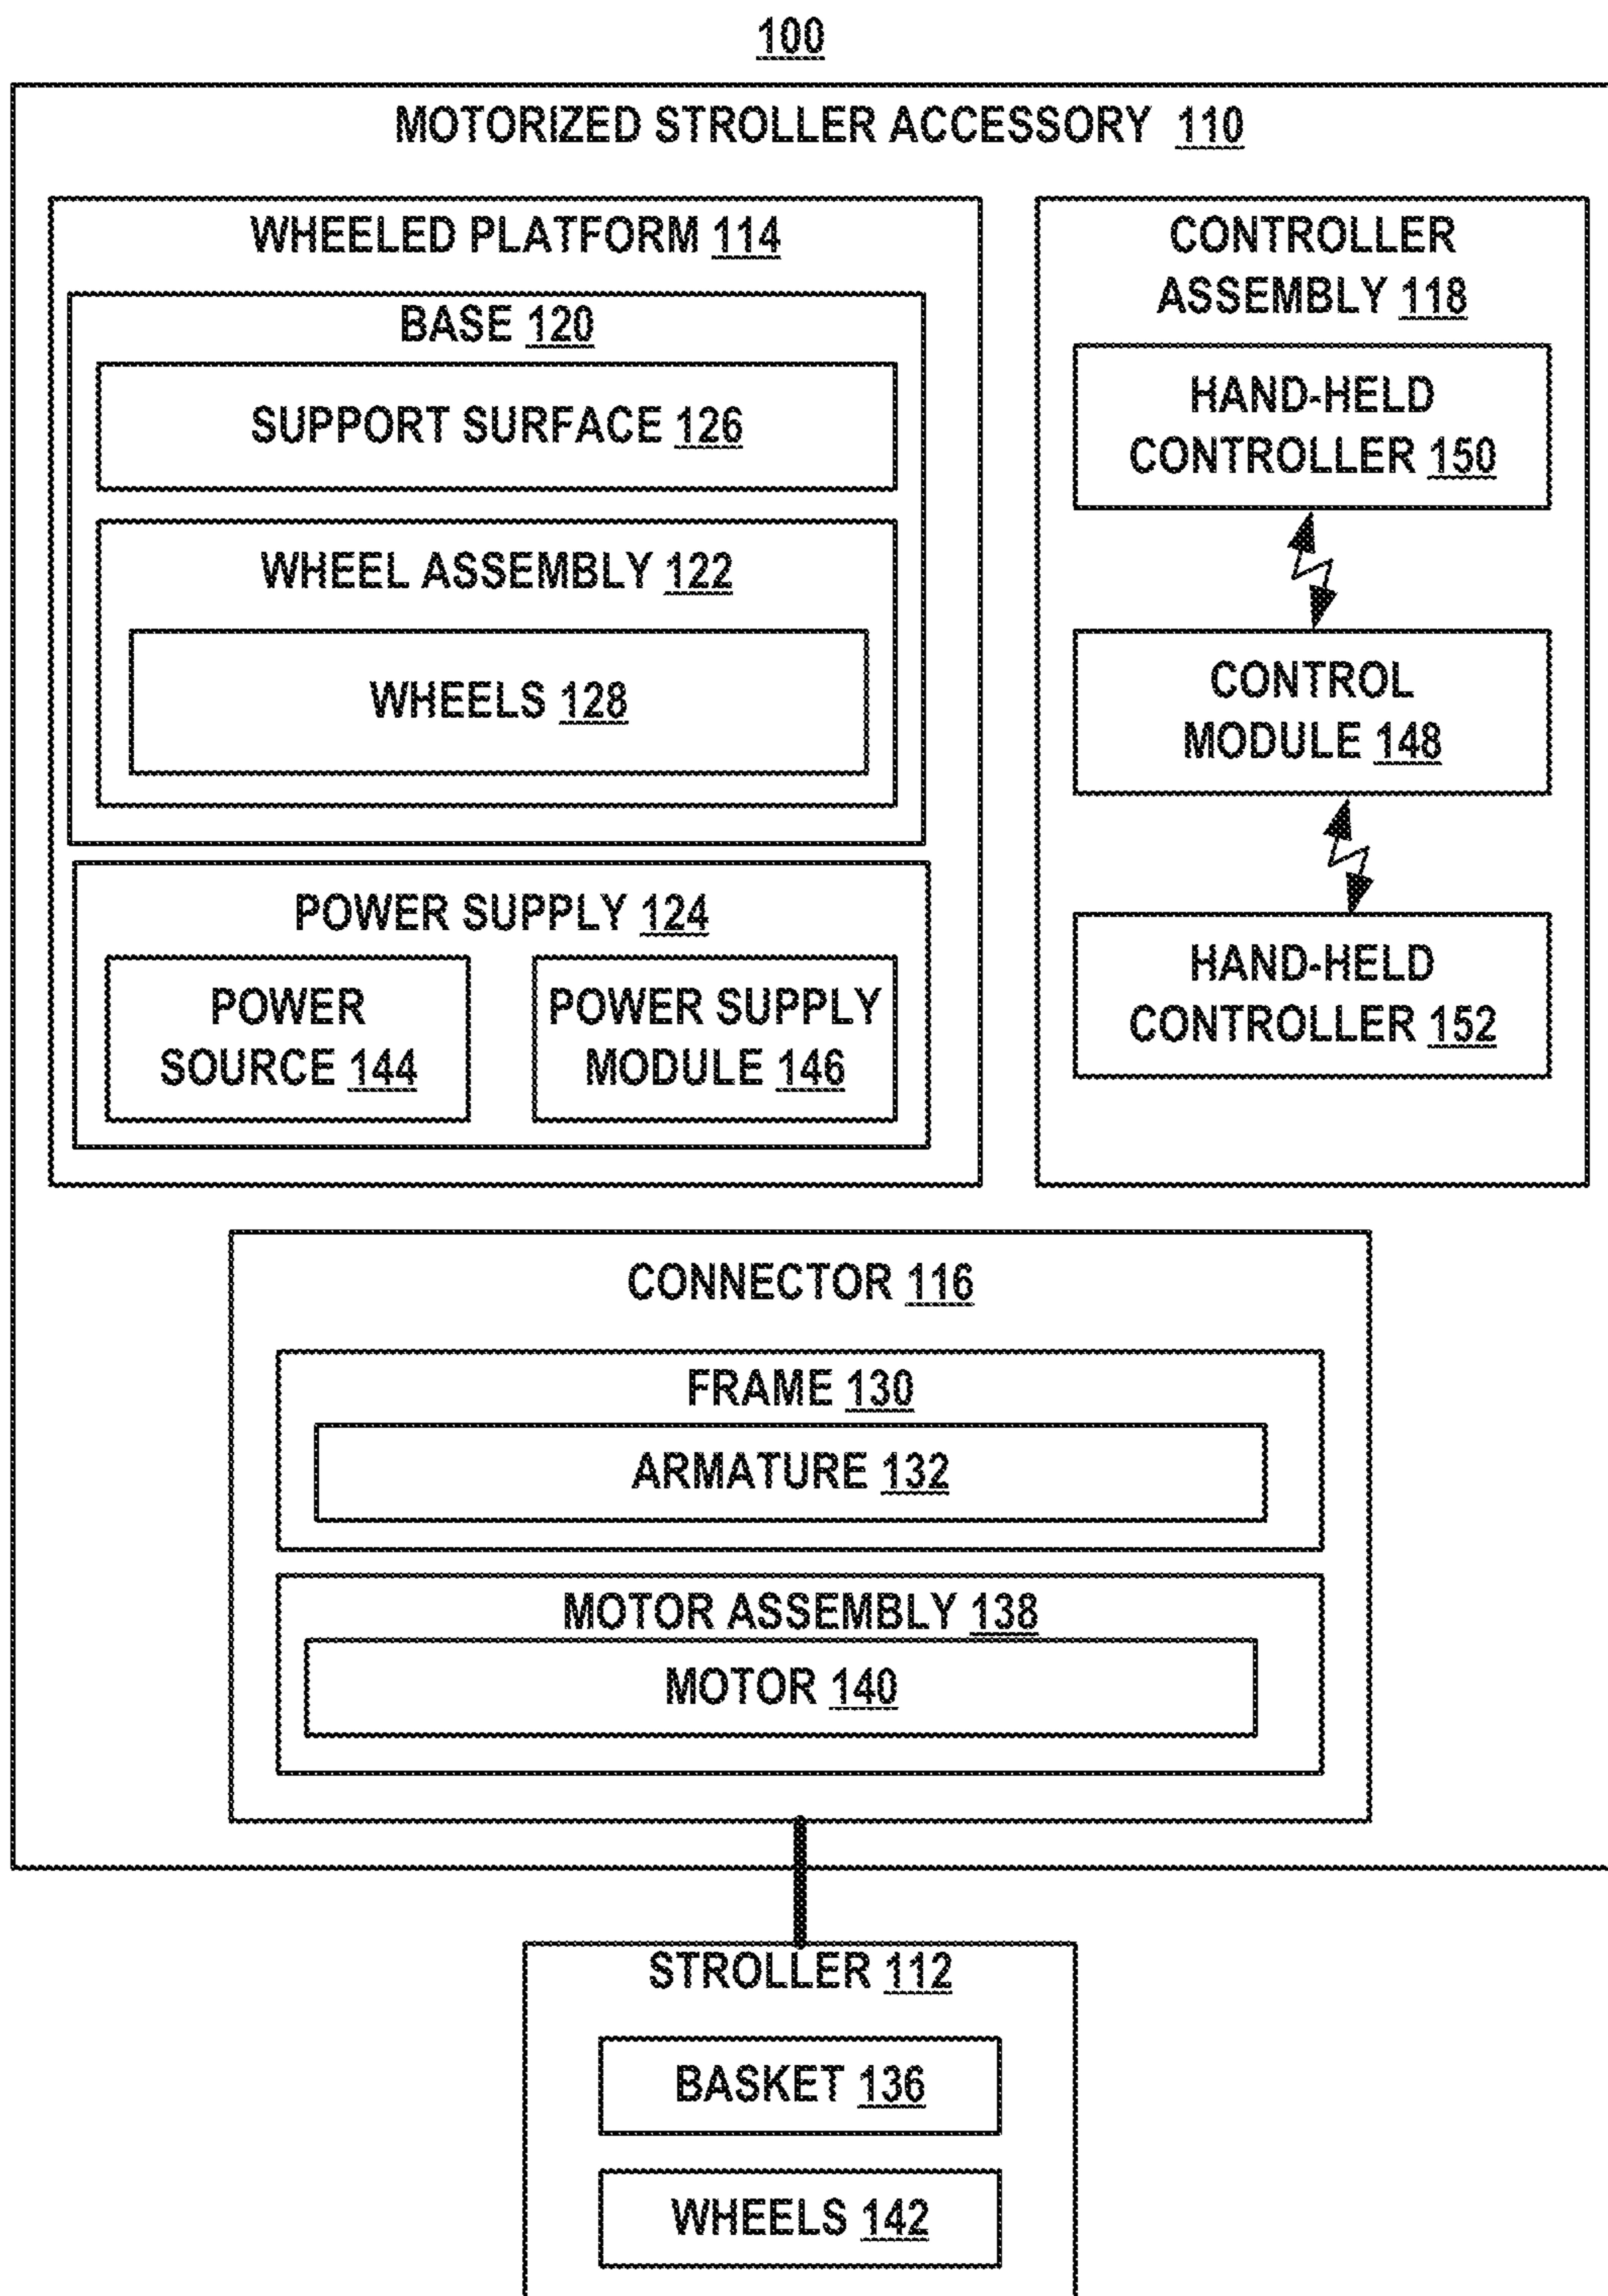 100
MOTORIZED STROLLER ACCESSORY 110
WHEELED PLATFORM 114
BASE 120
SUPPORT SURFACE 126
WHEEL ASSEMBLY 122
WHEELS 128
POWER SUPPLY 124
POWER
SOURCE 144
POWER SUPPLY
MODULE 146
CONTROLLER
ASSEMBLY 118
HAND-HELD
CONTROLLER 150
CONTROL
MODULE 148
HAND-HELD
CONTROLLER 152
CONNECTOR 116
FRAME 130
ARMATURE 132
MOTOR ASSEMBLY 138
MOTOR 140
STROLLER 112
BASKET 136
WHEELS 142